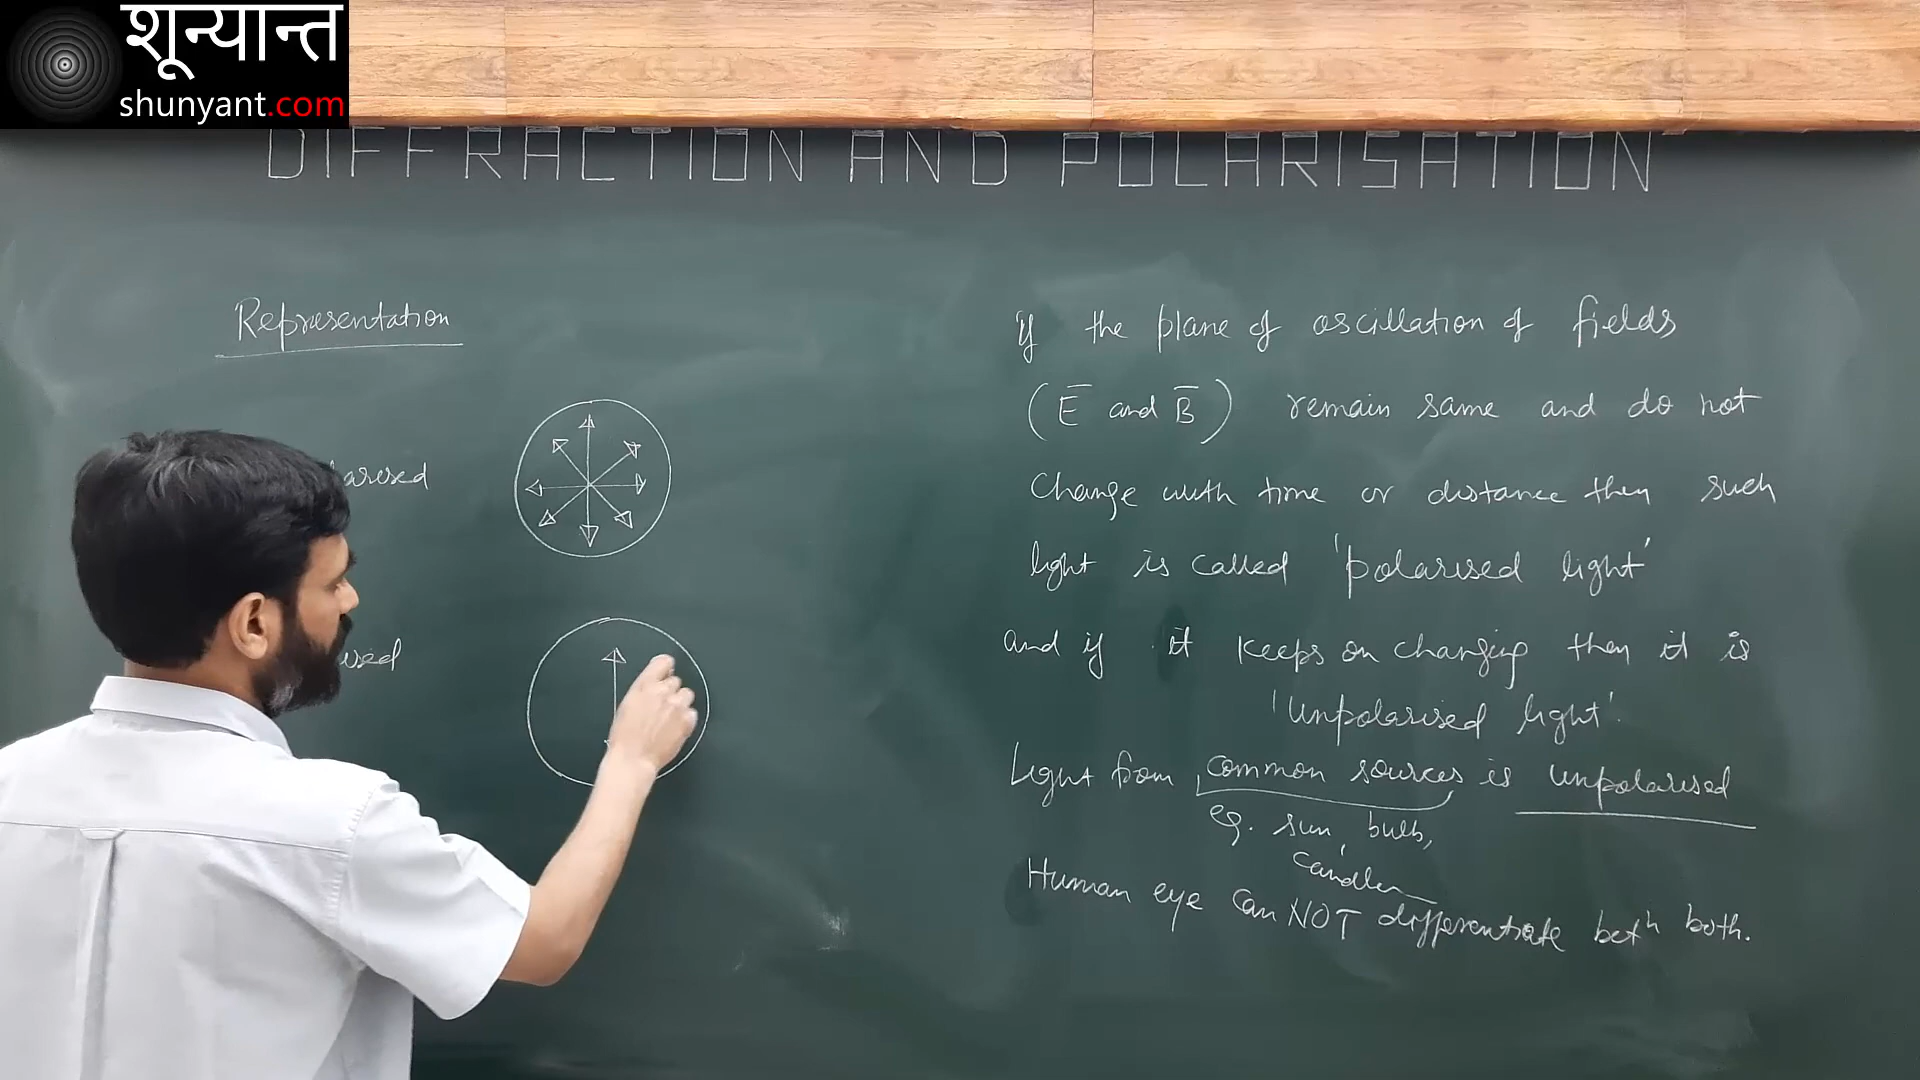 शून्यान्त
shunyant.com
DIFFRACTION AND POLARISATION
Representation
arised
ised
If the plane of oscillation of fields
(E̅ and B̅) remain same and do not
change with time or distance then such
light is called 'polarised light'
and if it keeps on changing then it is
'Unpolarised light'.
Light from common sources is unpolarised
eg. sun, bulb,
candle
Human eye can NOT differentiate betn both.